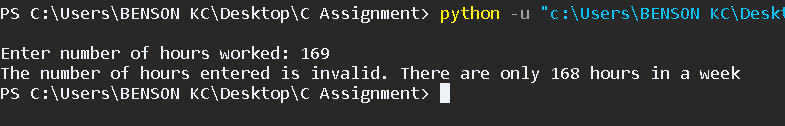 PS C:\Users\BENSON KC\Desktop\C Assignment> python -u "c:\Users\BENSON KC\Deskt
Enter number of hours worked: 169
The number of hours entered is invalid. There are only 168 hours in a week
PS C:\Users\BENSON KC\Desktop\C Assignment>